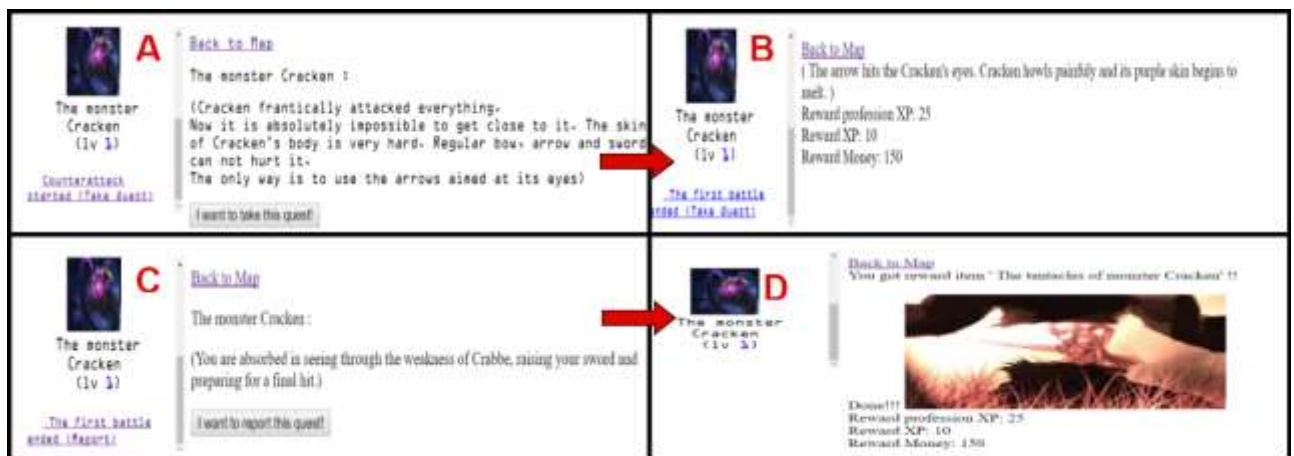 A
Back to Map
The monster Cracken :
(Cracken frantically attacked everything.
Now it is absolutely impossible to get close to it. The skin
of Cracken's body is very hard. Regular bow, arrow and sword
can not hurt it.
The only way is to use the arrows aimed at its eyes)
I want to take this quest!
The monster
Cracken
(lv 1)
Counterattack
started (Take Quest)
B
Back to Map
( The arrow hits the Cracken's eyes. Cracken howls painfully and its purple skin begins to
melt. )
Reward profession XP: 25
Reward XP: 10
Reward Money: 150
The monster
Cracken
(lv 1)
The first battle
ended (Take Quest)
C
Back to Map
The monster Cracken :
(You are absorbed in seeing through the weakness of Crabbe, raising your sword and
preparing for a final hit.)
I want to report this quest!
The monster
Cracken
(lv 1)
The first battle
ended (Report)
D
Back to Map
You got reward item ' The tentacles of monster Cracken' !!
The monster
Cracken
(lv 1)
Done!!!
Reward profession XP: 25
Reward XP: 10
Reward Money: 150